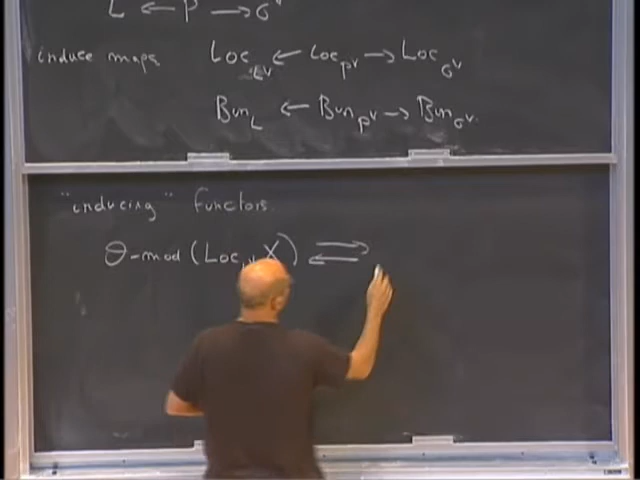 L ← P → G^v
induce maps Loc_{L^v} ← Loc_{P^v} → Loc_{G^v}
Bun_L ← Bun_{P^v} → Bun_{G^v}.
"inducing" functors
O-mod (Loc X) ⇄